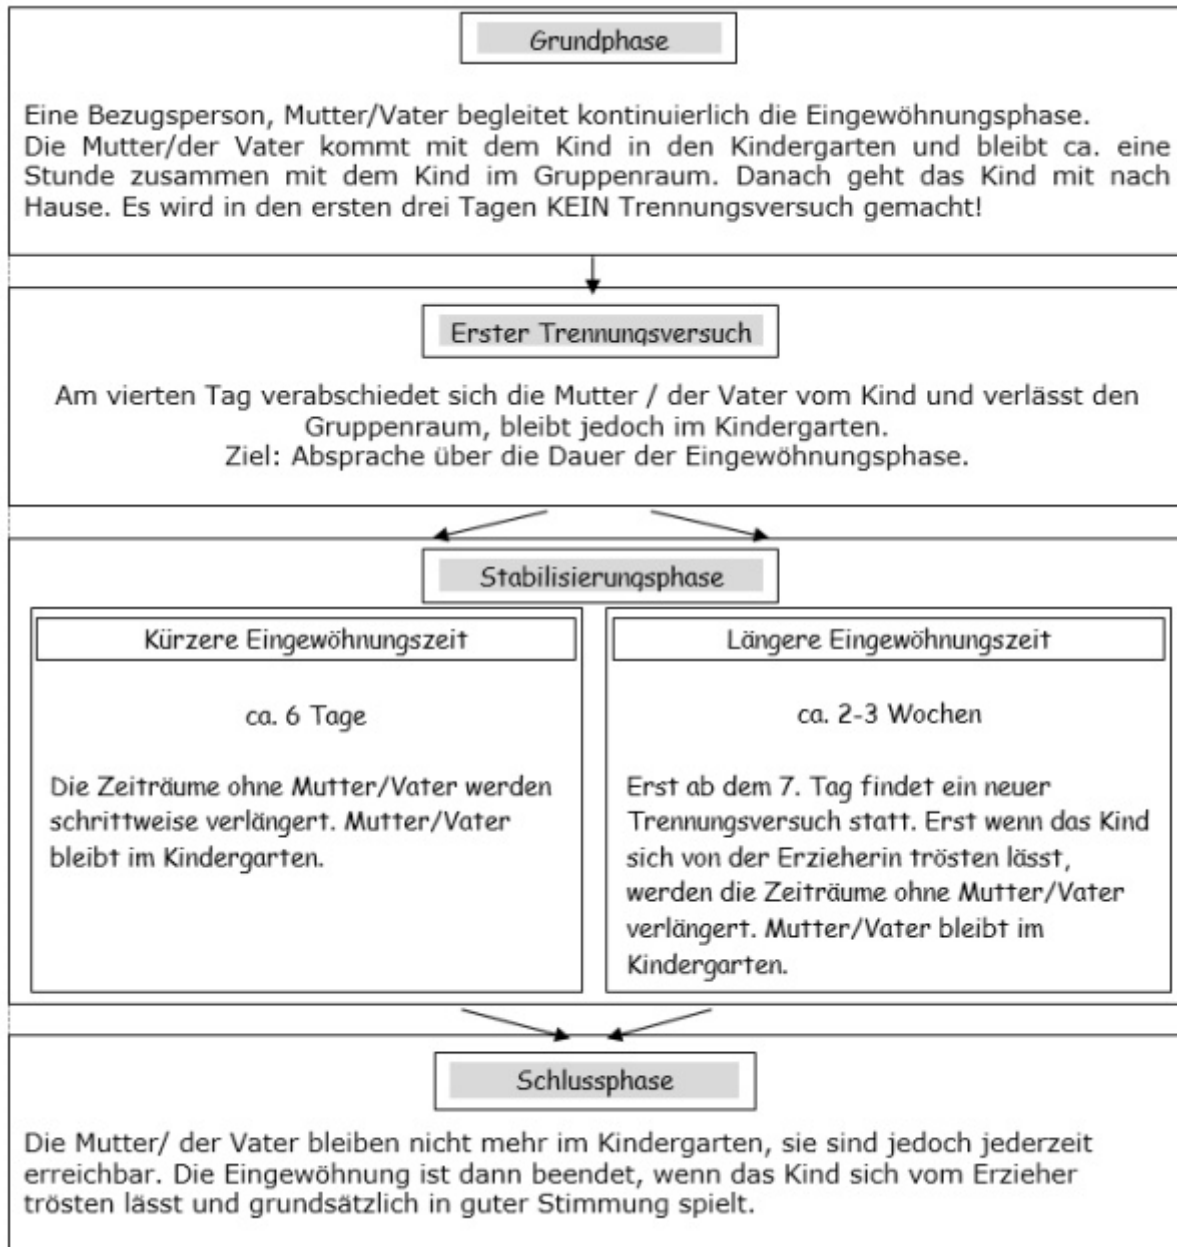 Grundphase
Eine Bezugsperson, Mutter/Vater begleitet kontinuierlich die Eingewöhnungsphase.
Die Mutter/der Vater kommt mit dem Kind in den Kindergarten und bleibt ca. eine
Stunde zusammen mit dem Kind im Gruppenraum. Danach geht das Kind mit nach
Hause. Es wird in den ersten drei Tagen KEIN Trennungsversuch gemacht!
Erster Trennungsversuch
Am vierten Tag verabschiedet sich die Mutter / der Vater vom Kind und verlässt den
Gruppenraum, bleibt jedoch im Kindergarten.
Ziel: Absprache über die Dauer der Eingewöhnungsphase.
Stabilisierungsphase
Kürzere Eingewöhnungszeit
ca. 6 Tage
Die Zeiträume ohne Mutter/Vater werden
schrittweise verlängert. Mutter/Vater
bleibt im Kindergarten.
Längere Eingewöhnungszeit
ca. 2-3 Wochen
Erst ab dem 7. Tag findet ein neuer
Trennungsversuch statt. Erst wenn das Kind
sich von der Erzieherin trösten lässt,
werden die Zeiträume ohne Mutter/Vater
verlängert. Mutter/Vater bleibt im
Kindergarten.
Schlussphase
Die Mutter/ der Vater bleiben nicht mehr im Kindergarten, sie sind jedoch jederzeit
erreichbar. Die Eingewöhnung ist dann beendet, wenn das Kind sich vom Erzieher
trösten lässt und grundsätzlich in guter Stimmung spielt.